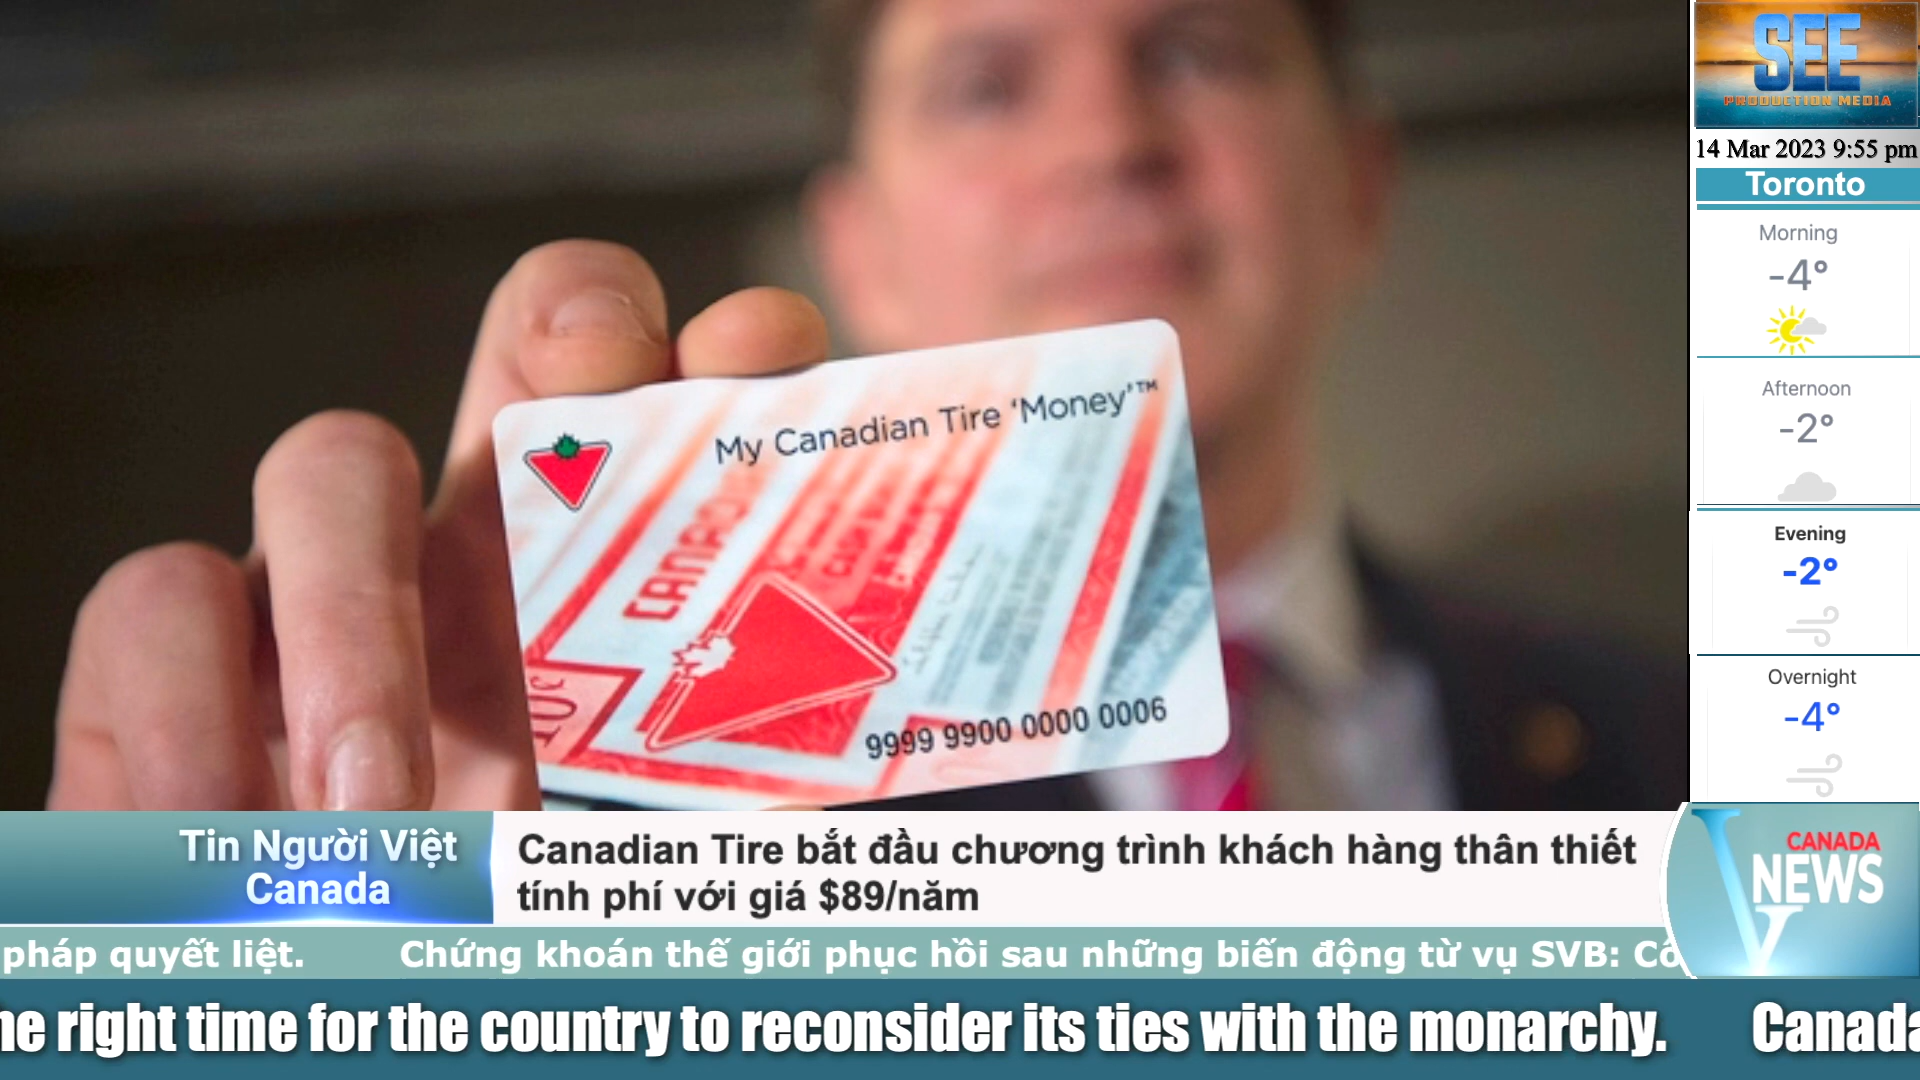 SEE
PRODUCTION MEDIA
14 Mar 2023 9:55 pm
Toronto
Morning
-4°
Afternoon
-2°
Evening
-2°
Overnight
-4°
My Canadian Tire ‘Money’™
CANAD
CASH
10¢
9999 9900 0000 0006
Tin Người Việt
Canada
Canadian Tire bắt đầu chương trình khách hàng thân thiết
tính phí với giá $89/năm
CANADA
V NEWS
pháp quyết liệt. Chứng khoán thế giới phục hồi sau những biến động từ vụ SVB:
right time for the country to reconsider its ties with the monarchy. Canada